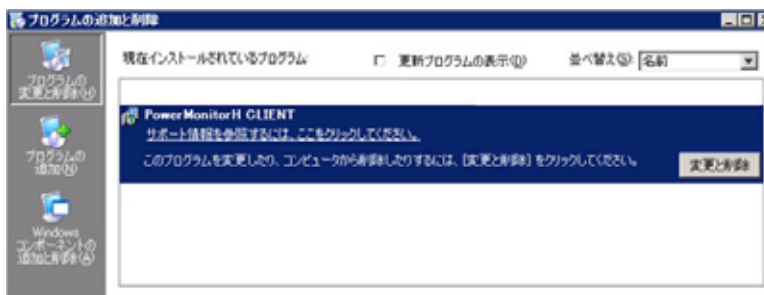 プログラムの追加と削除
現在インストールされているプログラム:
更新プログラムの表示(D)
並べ替え(S):
名前
プログラムの
変更と削除(H)
PowerMonitorH CLIENT
サポート情報を参照するには、ここをクリックしてください。
このプログラムを変更したり、コンピュータから削除したりするには、[変更と削除] をクリックしてください。
変更と削除
プログラムの
追加(N)
Windows
コンポーネントの
追加と削除(A)